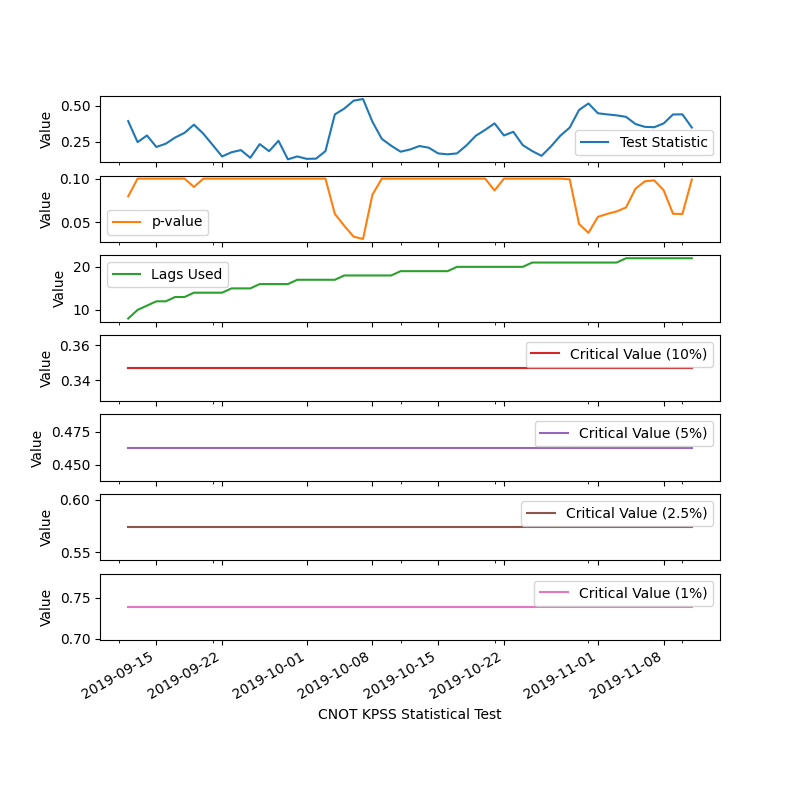 0.50
0.25
Value
Test Statistic
0.10
0.05
Value
p-value
20
10
Value
Lags Used
0.36
0.34
Value
Critical Value (10%)
0.475
0.450
Value
Critical Value (5%)
0.60
0.55
Value
Critical Value (2.5%)
0.75
0.70
Value
Critical Value (1%)
2019-09-15 2019-09-22 2019-10-01 2019-10-08 2019-10-15 2019-10-22 2019-11-01 2019-11-08
CNOT KPSS Statistical Test